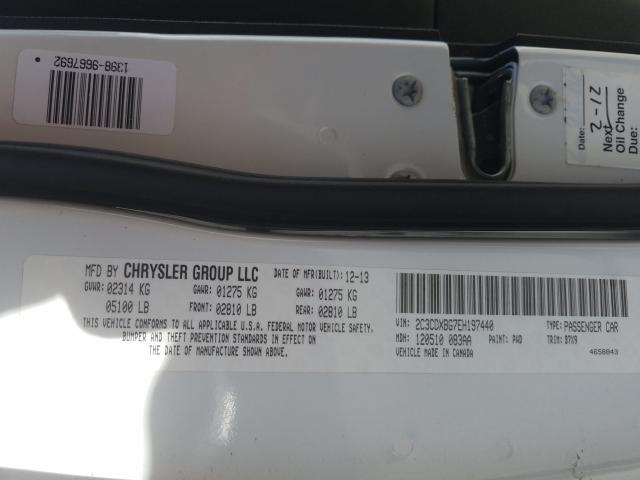 1398-9667692
Date:
2-12
Next
Oil Change
Due:
MFD BY CHRYSLER GROUP LLC DATE OF MFR(BUILT): 12-13
GVWR: 02314 KG GAWR: 01275 KG GAWR: 01275 KG
05100 LB FRONT: 02810 LB REAR: 02810 LB
THIS VEHICLE CONFORMS TO ALL APPLICABLE U.S.A. FEDERAL MOTOR VEHICLE SAFETY,
BUMPER AND THEFT PREVENTION STANDARDS IN EFFECT ON
THE DATE OF MANUFACTURE SHOWN ABOVE.
VIN: 2C3CDXBG7EH197440 TYPE: PASSENGER CAR
MDH: 120510 083AA PAINT: PW7 TRIM: B7X9
VEHICLE MADE IN CANADA 4658843